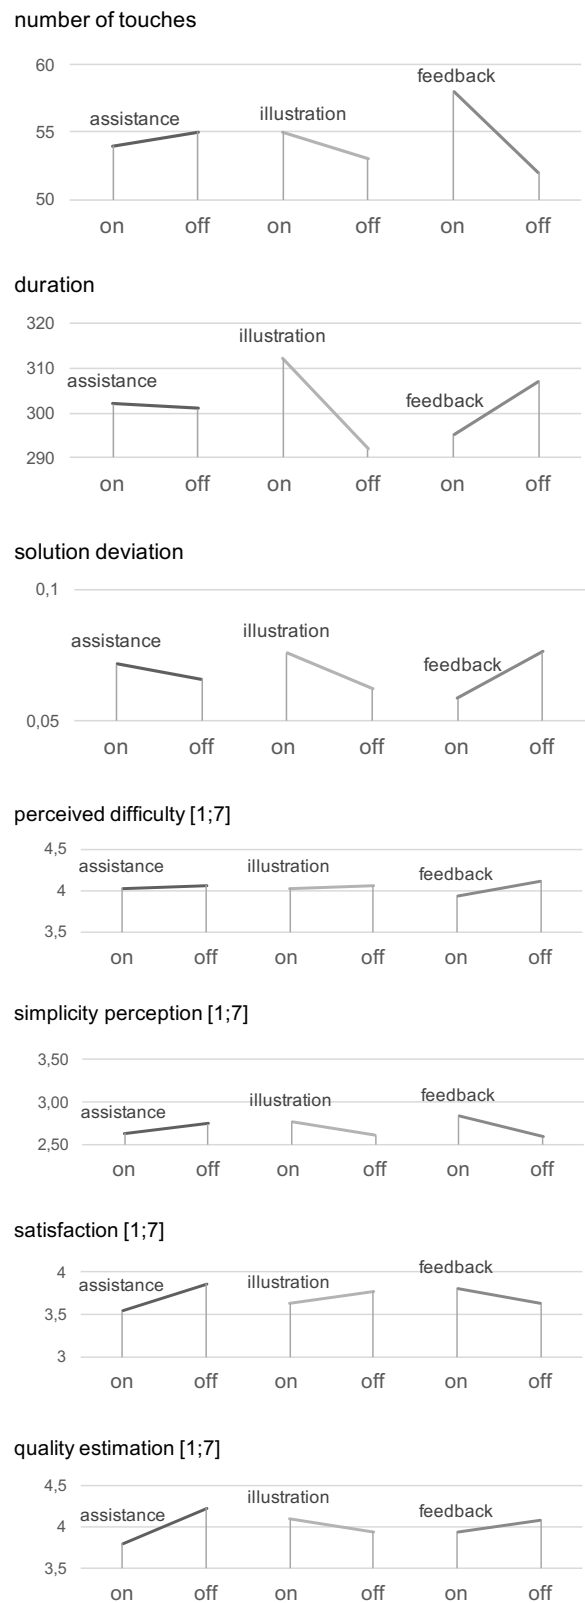 number of touches
60
feedback
assistance
illustration
55
50
on off on off on off
duration
320
illustration
310
assistance
feedback
300
290
on off on off on off
solution deviation
0,1
illustration
assistance
feedback
0,05
on off on off on off
perceived difficulty [1;7]
4,5
assistance illustration
feedback
4
3,5
on off on off on off
simplicity perception [1;7]
3,50
feedback
3,00
illustration
assistance
2,50
on off on off on off
satisfaction [1;7]
feedback
4
illustration
assistance
3,5
3
on off on off on off
quality estimation [1;7]
illustration
4,5
feedback
assistance
4
3,5
on off on off on off